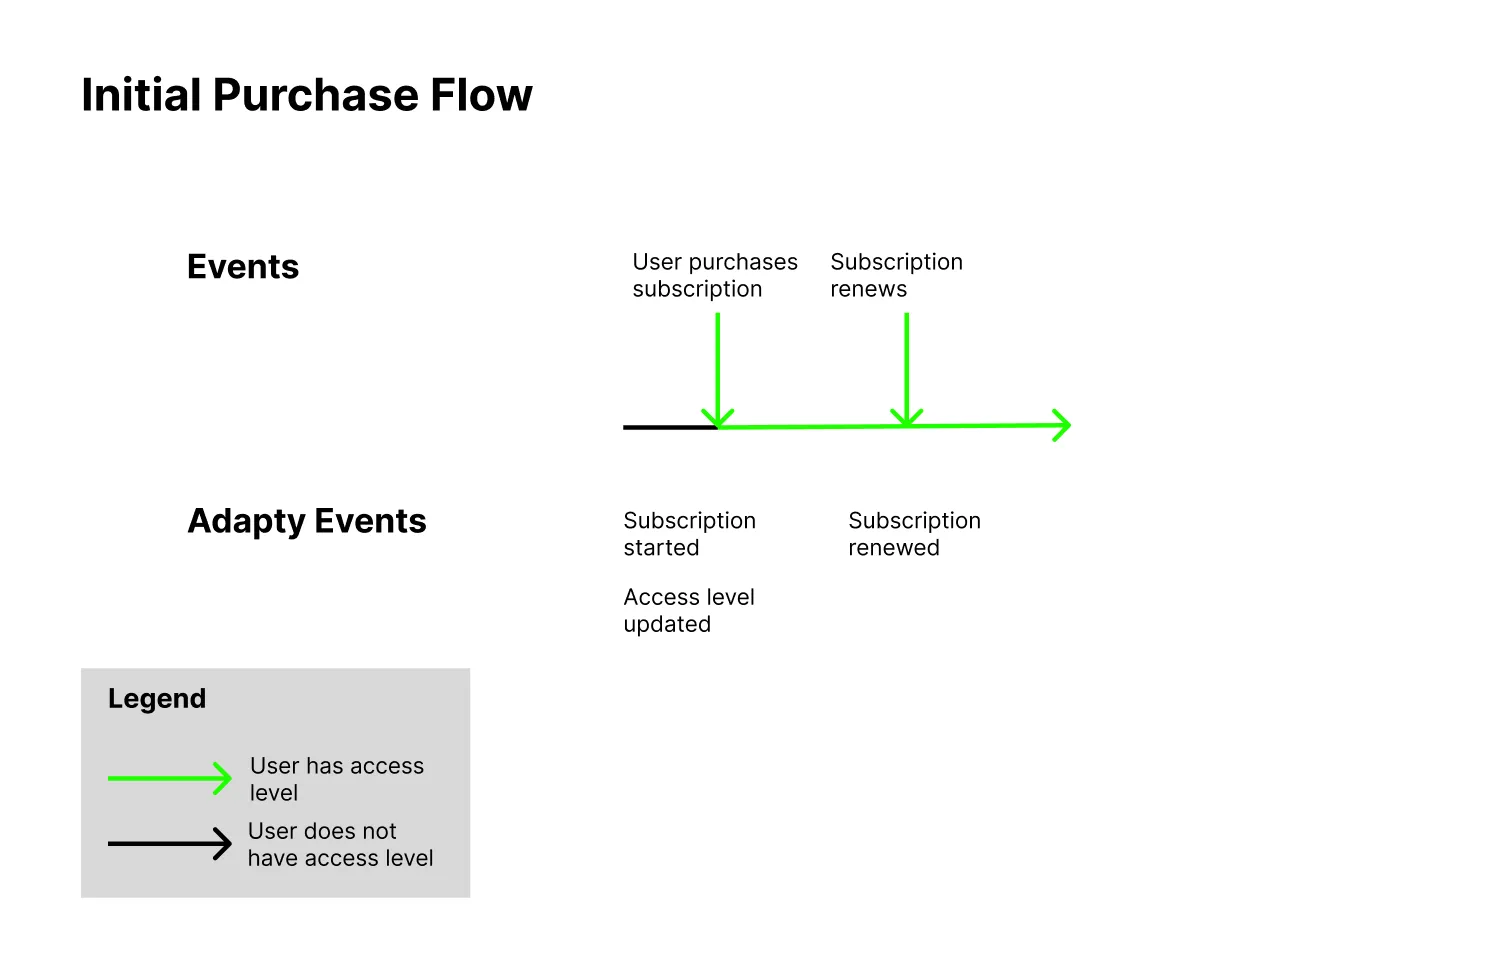 Initial Purchase Flow
Events
User purchases
subscription
Subscription
renews
Adapty Events
Subscription
started
Subscription
renewed
Access level
updated
Legend
User has access
level
User does not
have access level